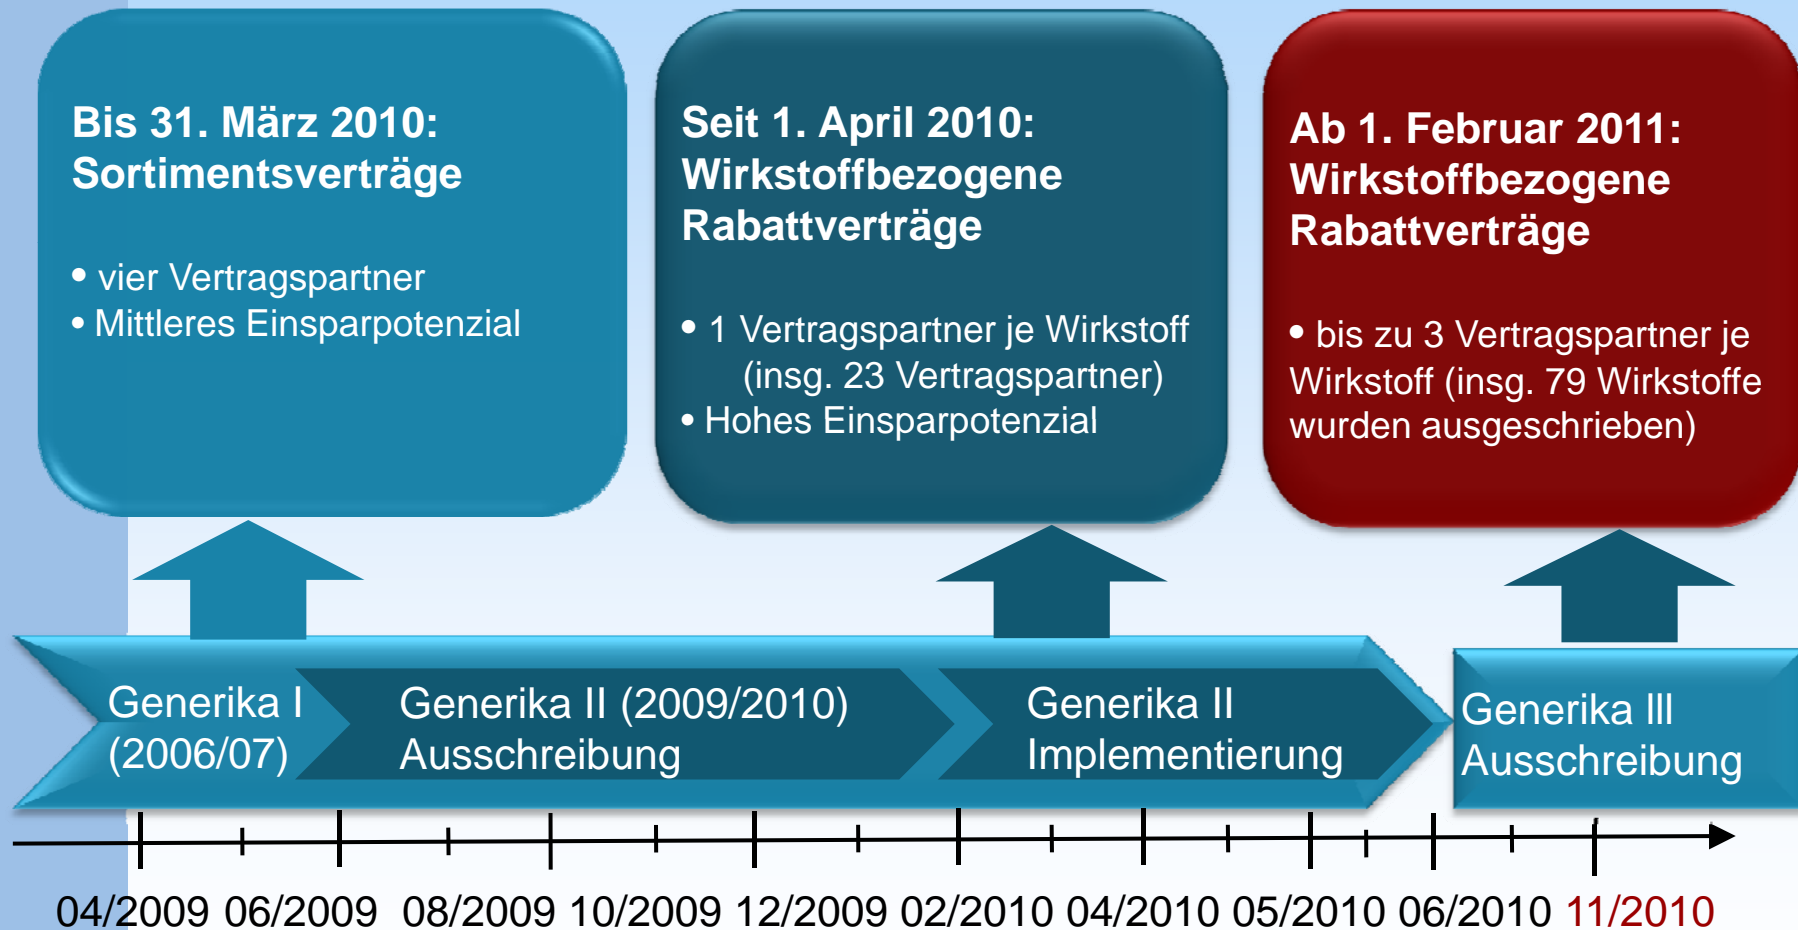 Bis 31. März 2010:
Sortimentsverträge
• vier Vertragspartner
• Mittleres Einsparpotenzial
Seit 1. April 2010:
Wirkstoffbezogene
Rabattverträge
• 1 Vertragspartner je Wirkstoff
(insg. 23 Vertragspartner)
• Hohes Einsparpotenzial
Ab 1. Februar 2011:
Wirkstoffbezogene
Rabattverträge
• bis zu 3 Vertragspartner je
Wirkstoff (insg. 79 Wirkstoffe
wurden ausgeschrieben)
Generika I
(2006/07)
Generika II (2009/2010)
Ausschreibung
Generika II
Implementierung
Generika III
Ausschreibung
04/2009 06/2009 08/2009 10/2009 12/2009 02/2010 04/2010 05/2010 06/2010 11/2010